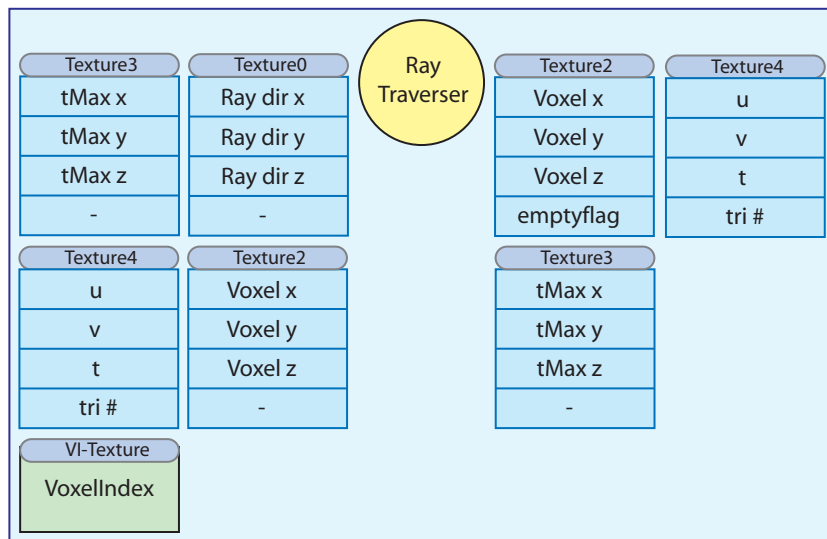 Texture3
tMax x
tMax y
tMax z
-
Texture0
Ray dir x
Ray dir y
Ray dir z
-
Ray
Traverser
Texture2
Voxel x
Voxel y
Voxel z
emptyflag
Texture4
u
v
t
tri #
Texture4
u
v
t
tri #
Texture2
Voxel x
Voxel y
Voxel z
-
Texture3
tMax x
tMax y
tMax z
-
VI-Texture
VoxelIndex